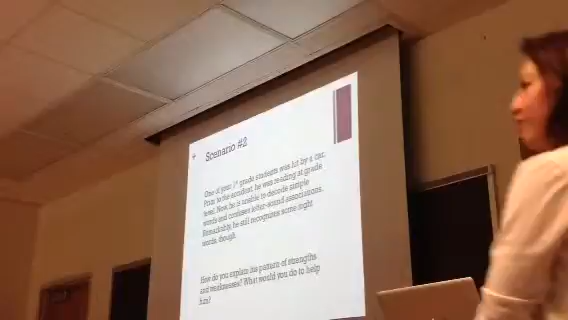 Scenario #2
One of your 1st grade students was hit by a car.
Prior to the accident, he was reading at grade
level. Now, he is unable to decode simple
words and confuses letter-sound associations.
Remarkably, he still recognizes some sight
words, though.
How do you explain his pattern of strengths
and weaknesses? What would you do to help
him?